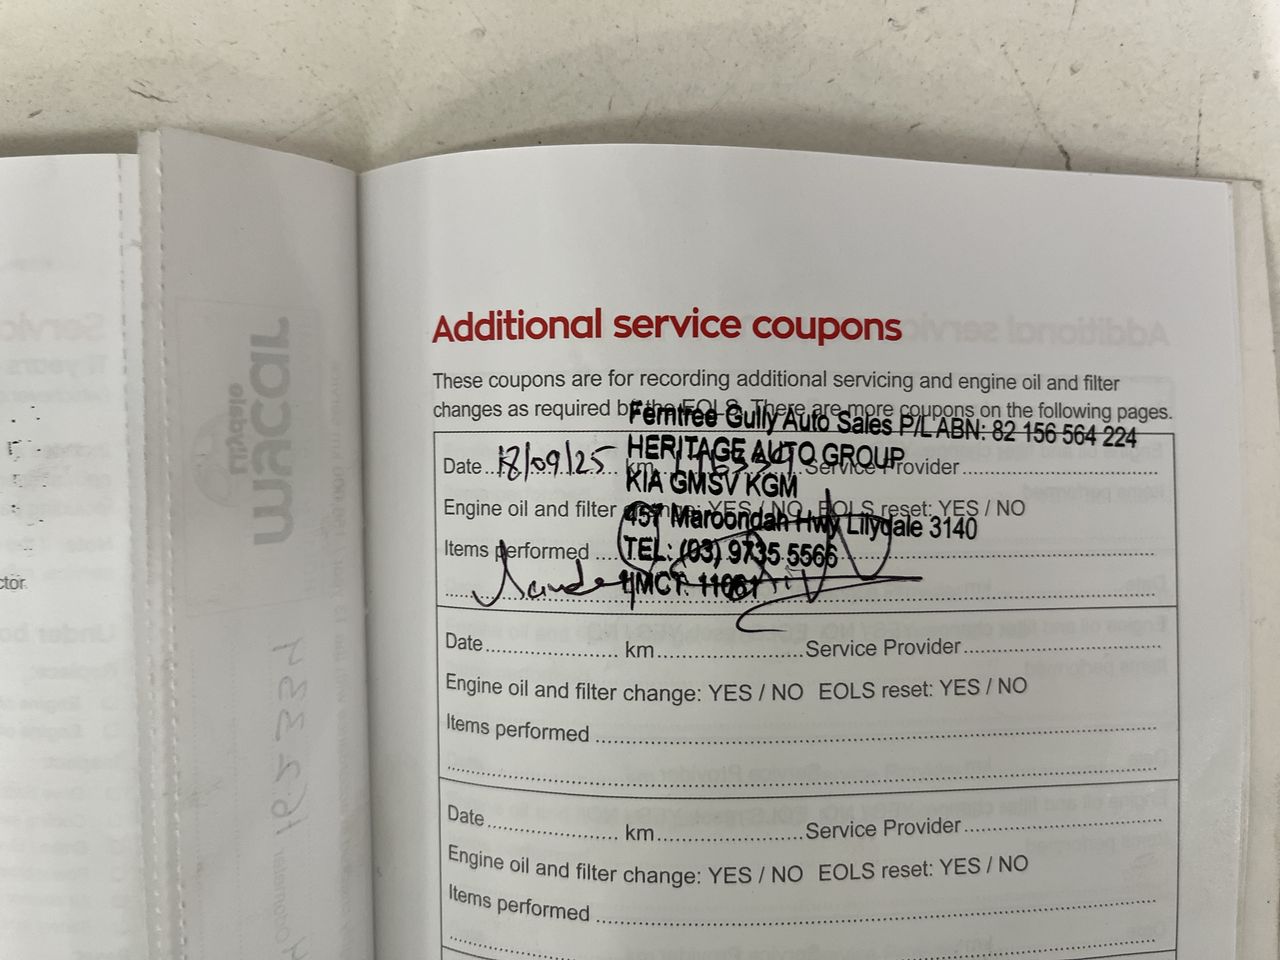 Additional service coupons
These coupons are for recording additional servicing and engine oil and filter
changes as required by the EOLS. There are more coupons on the following pages.
Ferntree Gully Auto Sales P/L ABN: 82 156 564 224
HERITAGE AUTO GROUP
Date 18/09/25 km Service Provider
KIA GMSV KGM
Engine oil and filter change: YES / NO EOLS reset: YES / NO
457 Maroondah Hwy Lilydale 3140
Items performed
TEL: (03) 9735 5566
LMCT: 11061
Date km Service Provider
Engine oil and filter change: YES / NO EOLS reset: YES / NO
Items performed
Date km Service Provider
Engine oil and filter change: YES / NO EOLS reset: YES / NO
Items performed
ctor.